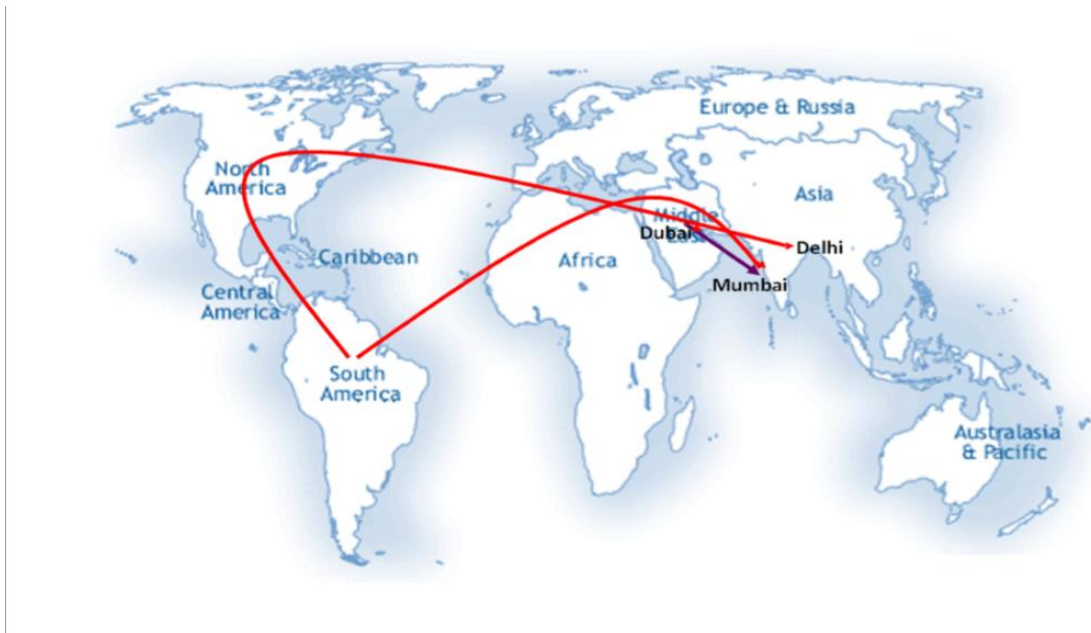 Europe & Russia
North
America
Asia
Middle
East
Dubai
Delhi
Caribbean
Africa
Mumbai
Central
America
South
America
Australasia
& Pacific